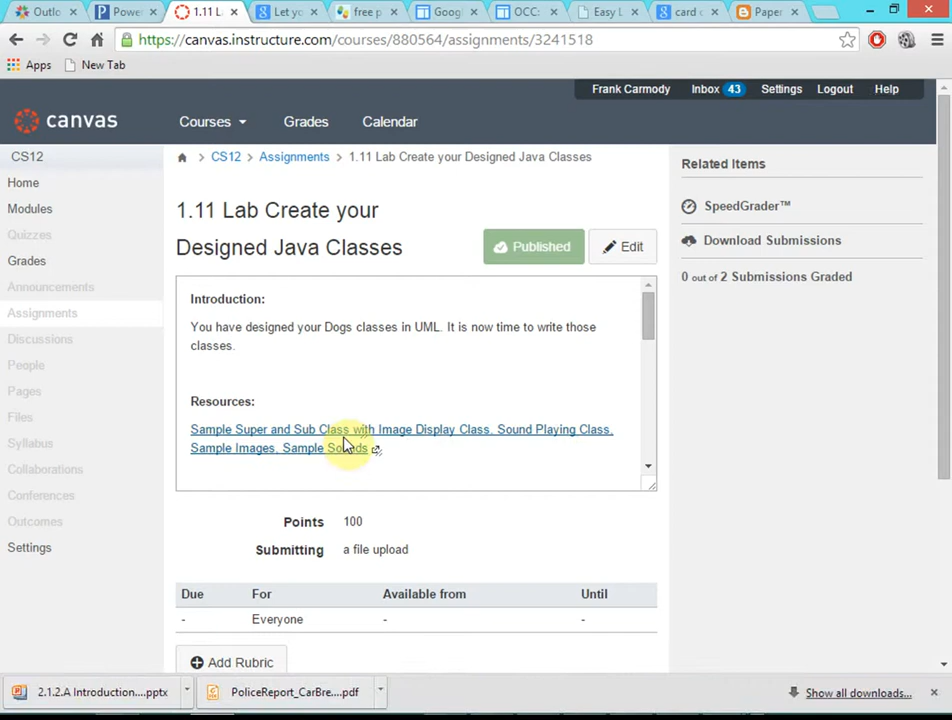 Outlo
Power
1.11 L
Let yo
free p
Googl
OCC:
Easy L
card c
Paper
https://canvas.instructure.com/courses/880564/assignments/3241518
Apps
New Tab
Frank Carmody Inbox 43 Settings Logout Help
canvas Courses Grades Calendar
CS12
Home
Modules
Quizzes
Grades
Announcements
Assignments
Discussions
People
Pages
Files
Syllabus
Collaborations
Conferences
Outcomes
Settings
CS12 > Assignments > 1.11 Lab Create your Designed Java Classes
1.11 Lab Create your
Designed Java Classes
Published
Edit
Introduction:
You have designed your Dogs classes in UML. It is now time to write those
classes.
Resources:
Sample Super and Sub Class with Image Display Class, Sound Playing Class,
Sample Images, Sample Sounds
Points 100
Submitting a file upload
Due For Available from Until
- Everyone - -
Add Rubric
Related Items
SpeedGrader™
Download Submissions
0 out of 2 Submissions Graded
2.1.2.A Introduction....pptx
PoliceReport_CarBre....pdf
Show all downloads...